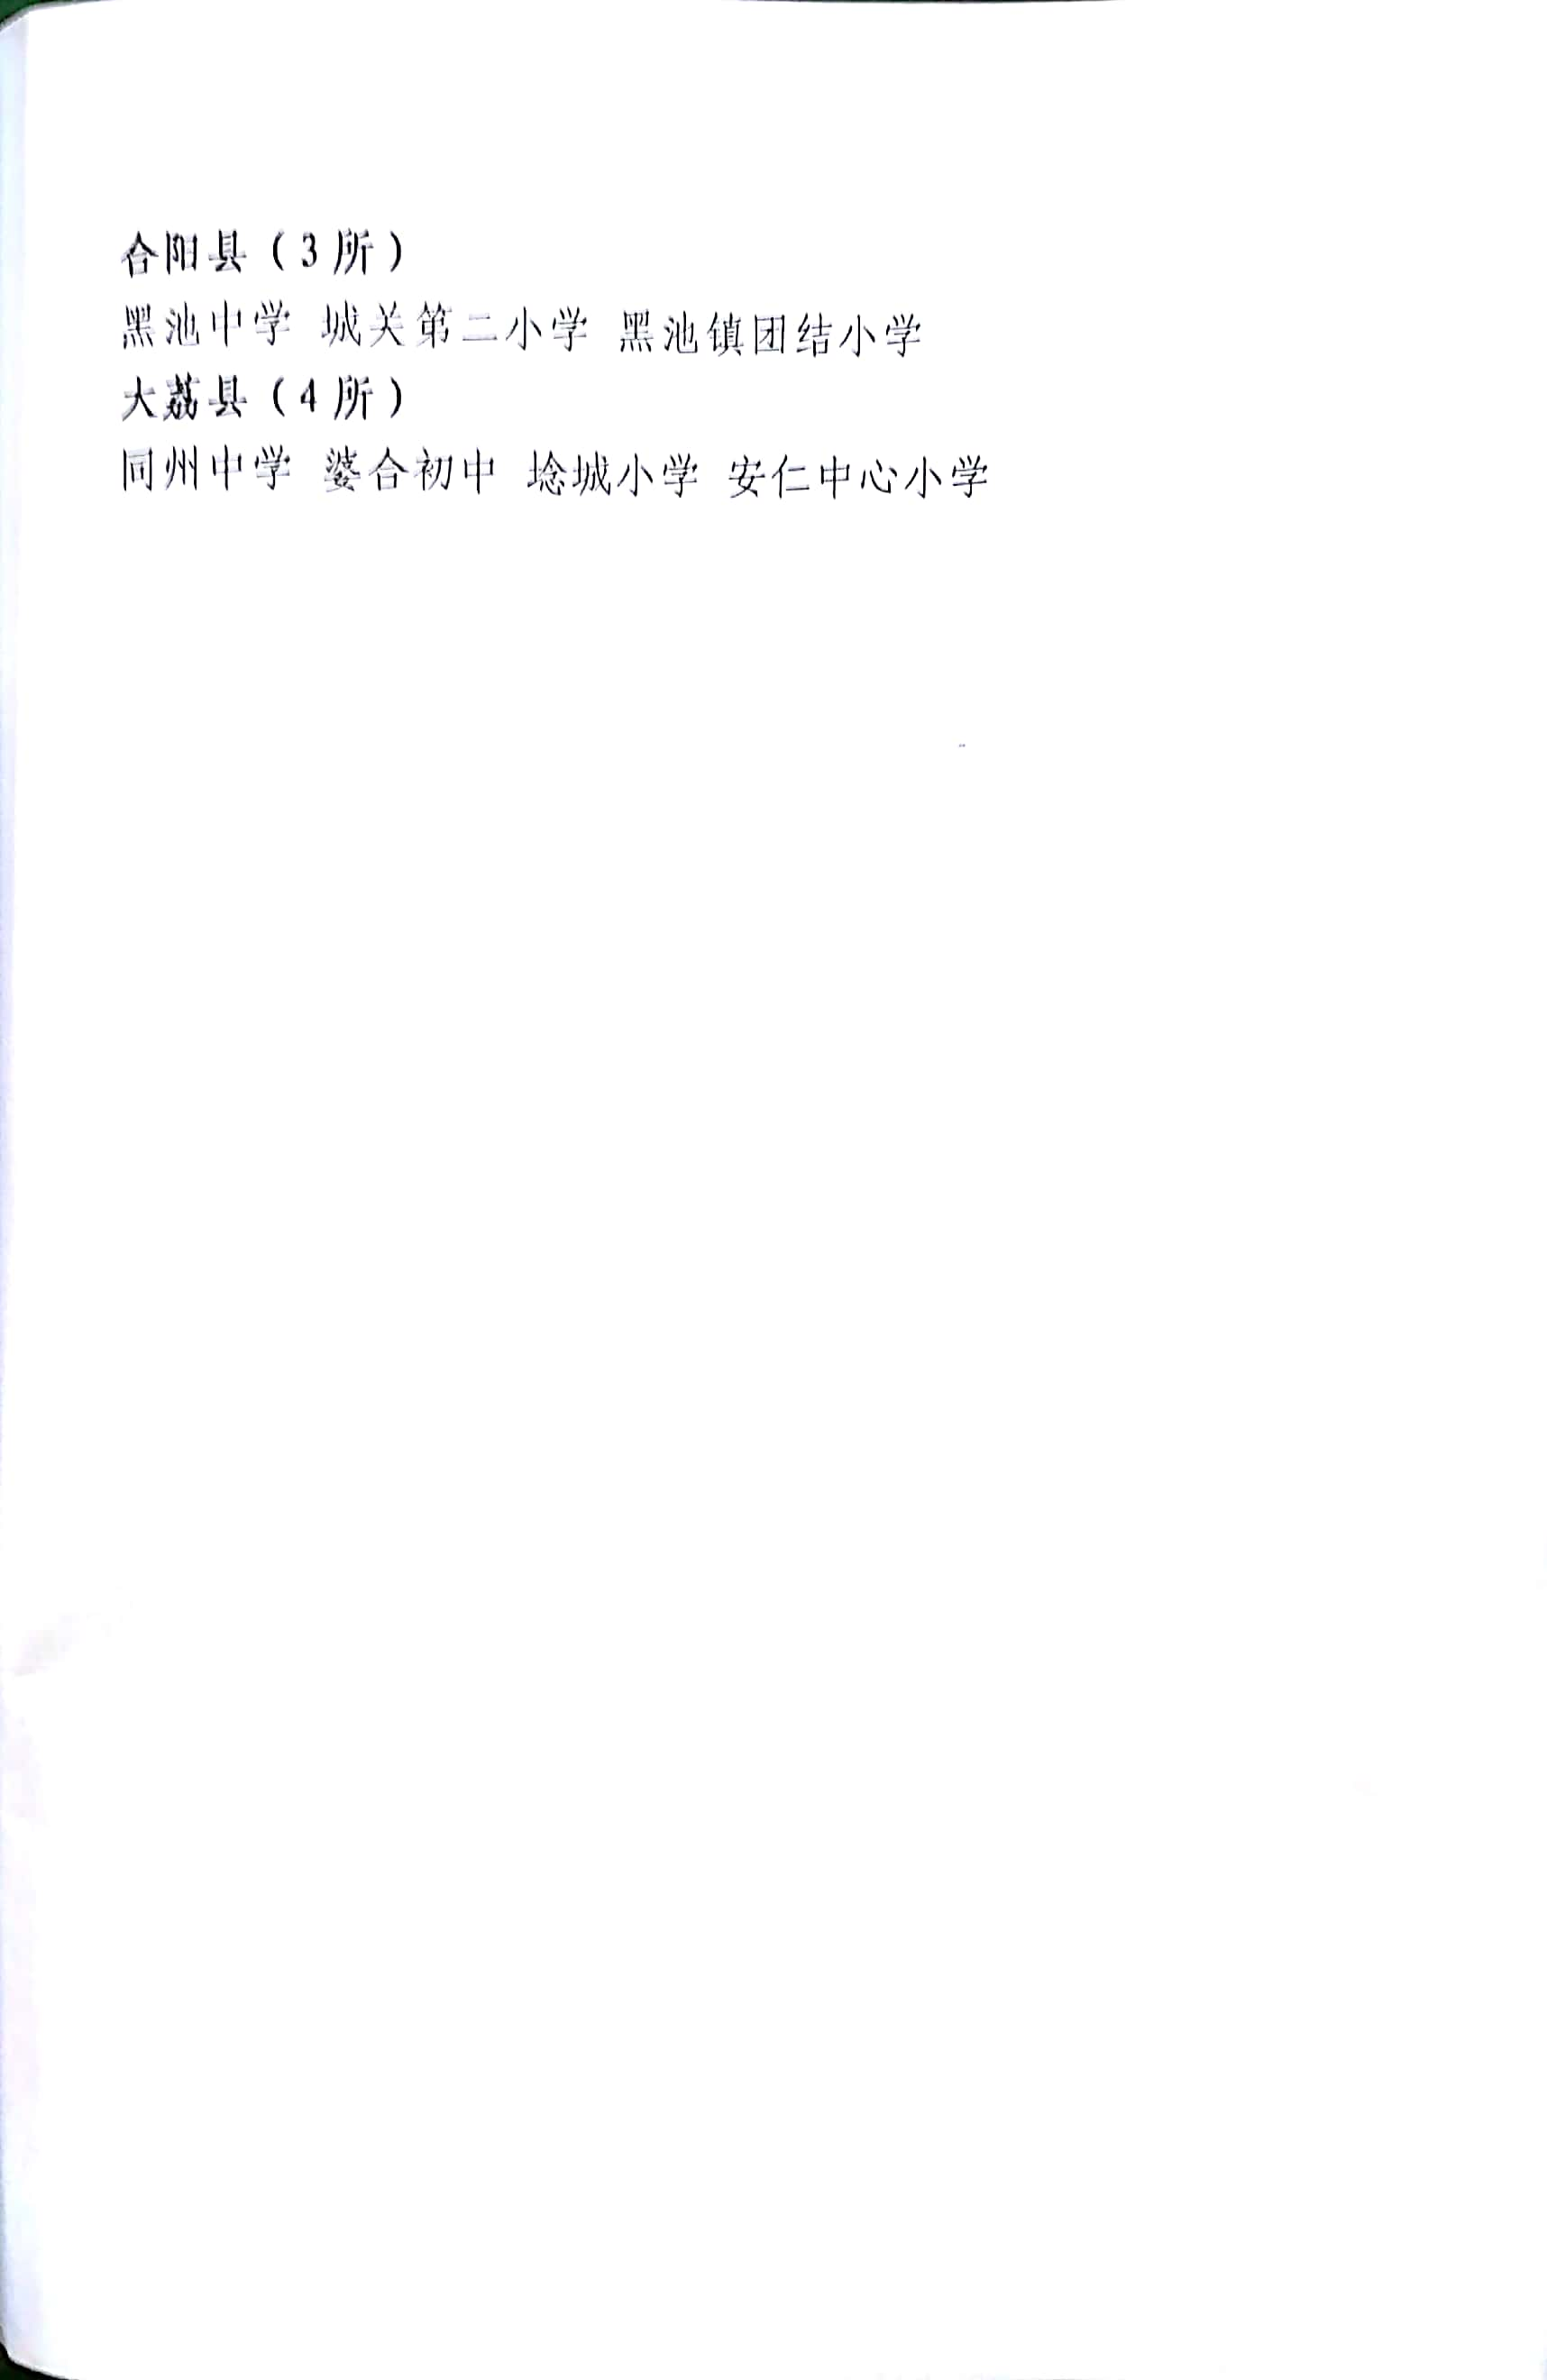 合阳县（3所）
黑池中学 城关第二小学 黑池镇团结小学
大荔县（4所）
同州中学 婆合初中 埝城小学 安仁中心小学